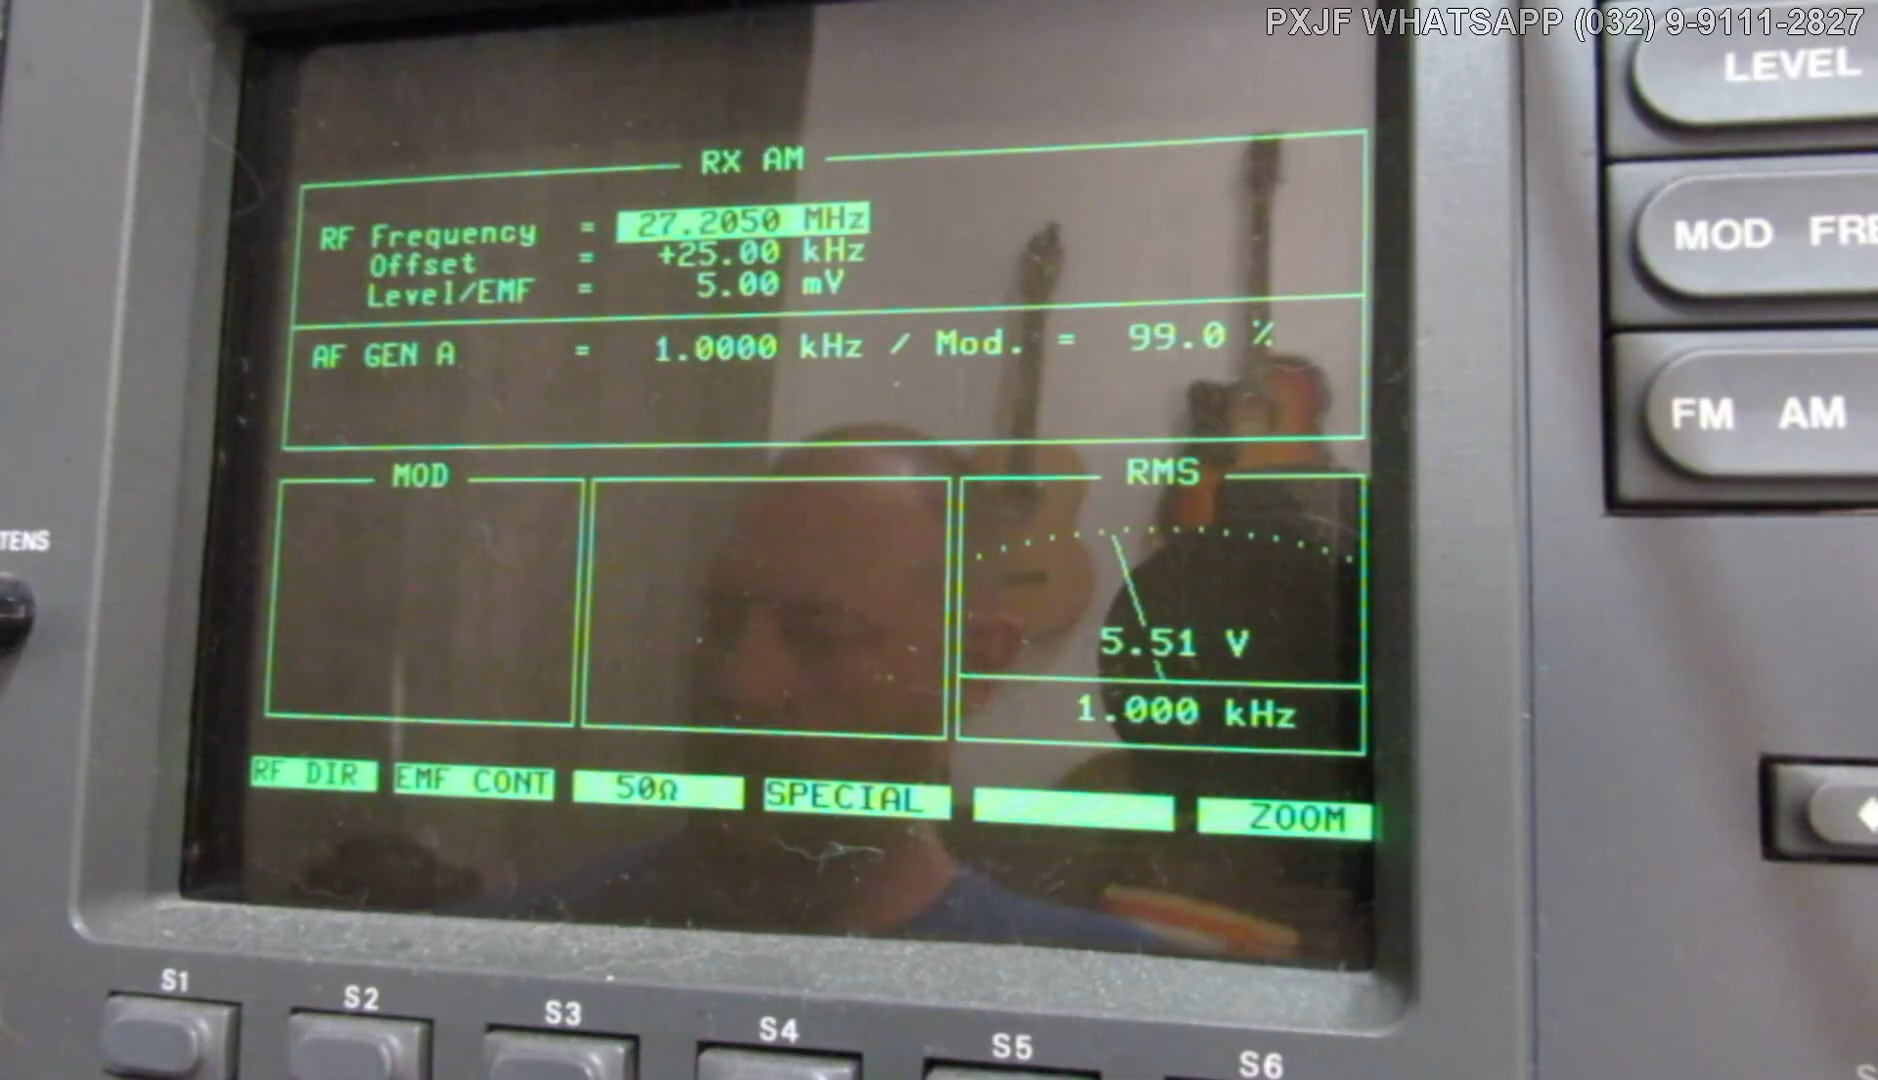 PXJF WHATSAPP (032) 9-9111-2827
LEVEL
RX AM
RF Frequency = 27.2050 MHz
Offset = +25.00 kHz
Level/EMF = 5.00 mV
MOD FRE
AF GEN A = 1.0000 kHz / Mod. = 99.0 %
FM AM
MOD
RMS
TENS
5.51 V
1.000 kHz
RF DIR EMF CONT 50Ω SPECIAL ZOOM
S1 S2 S3 S4 S5 S6